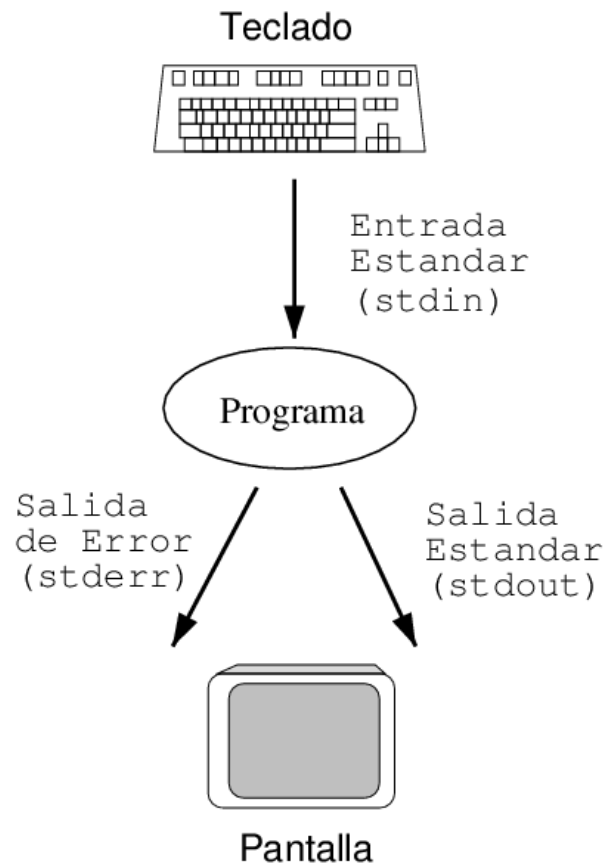 Teclado
Entrada
Estandar
(stdin)
Programa
Salida
de Error
(stderr)
Salida
Estandar
(stdout)
Pantalla